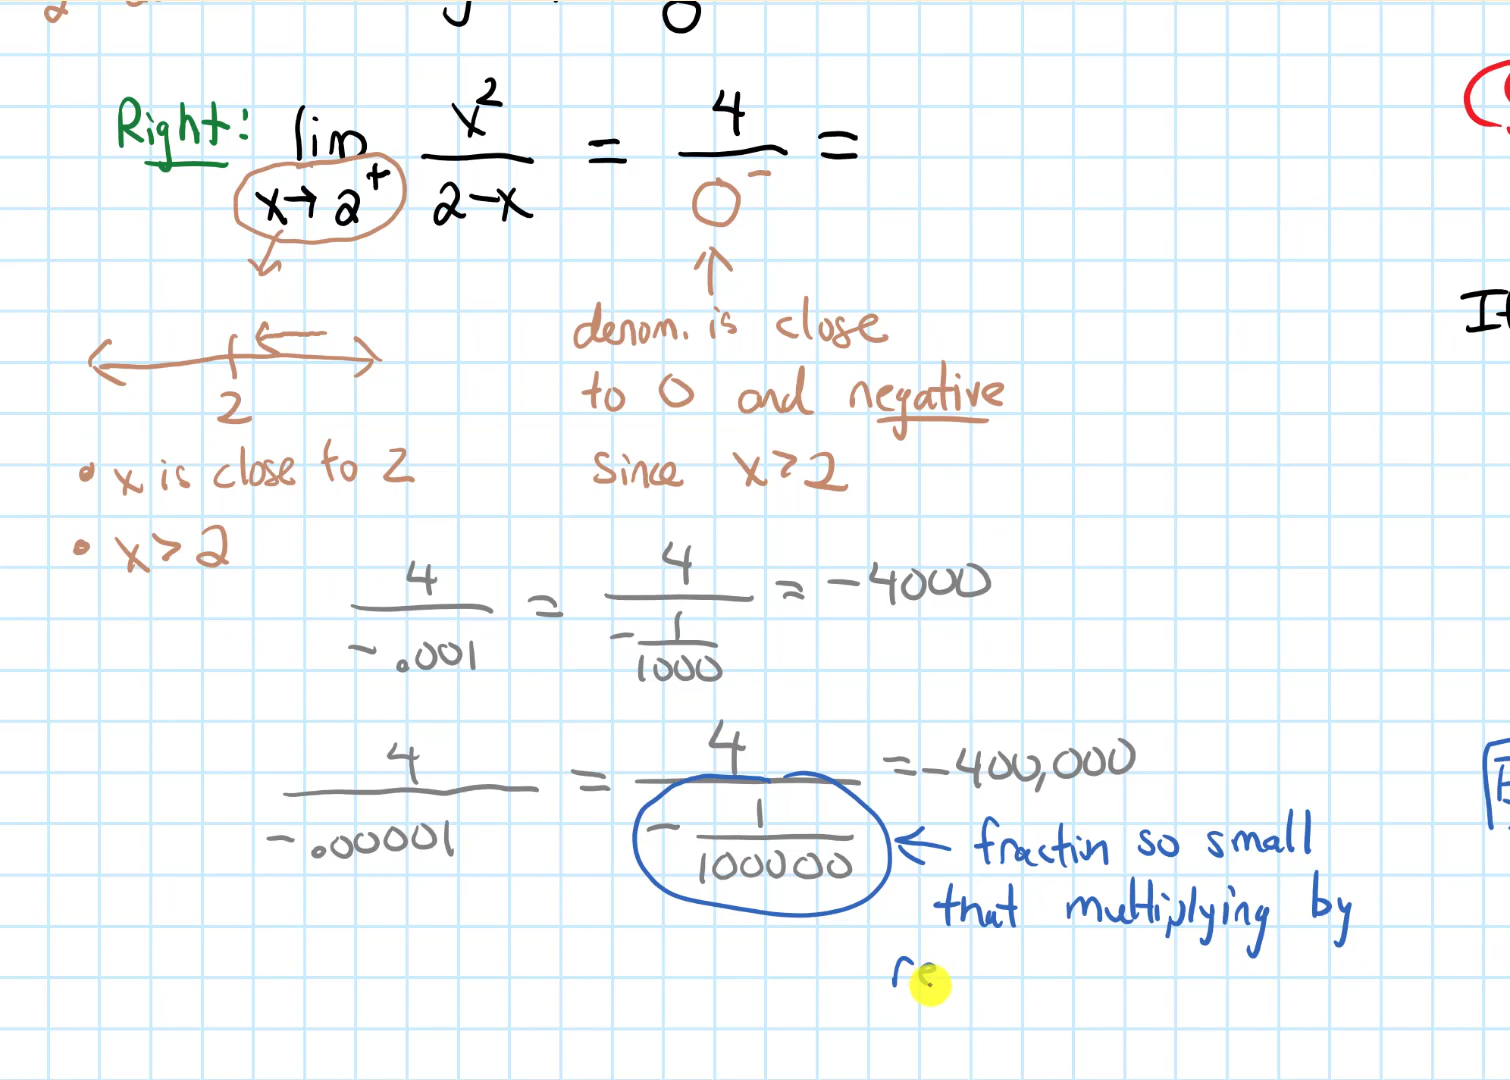 Right: lim x→2⁺ x²/(2-x) = 4/0⁻ =
2
denom. is close
to 0 and negative
since x>2
• x is close to 2
• x>2
4/-.001 = 4/(-1/1000) = -4000
4/-.00001 = 4/(-1/100000) = -400,000
← fractin so small
that multiplying by
re